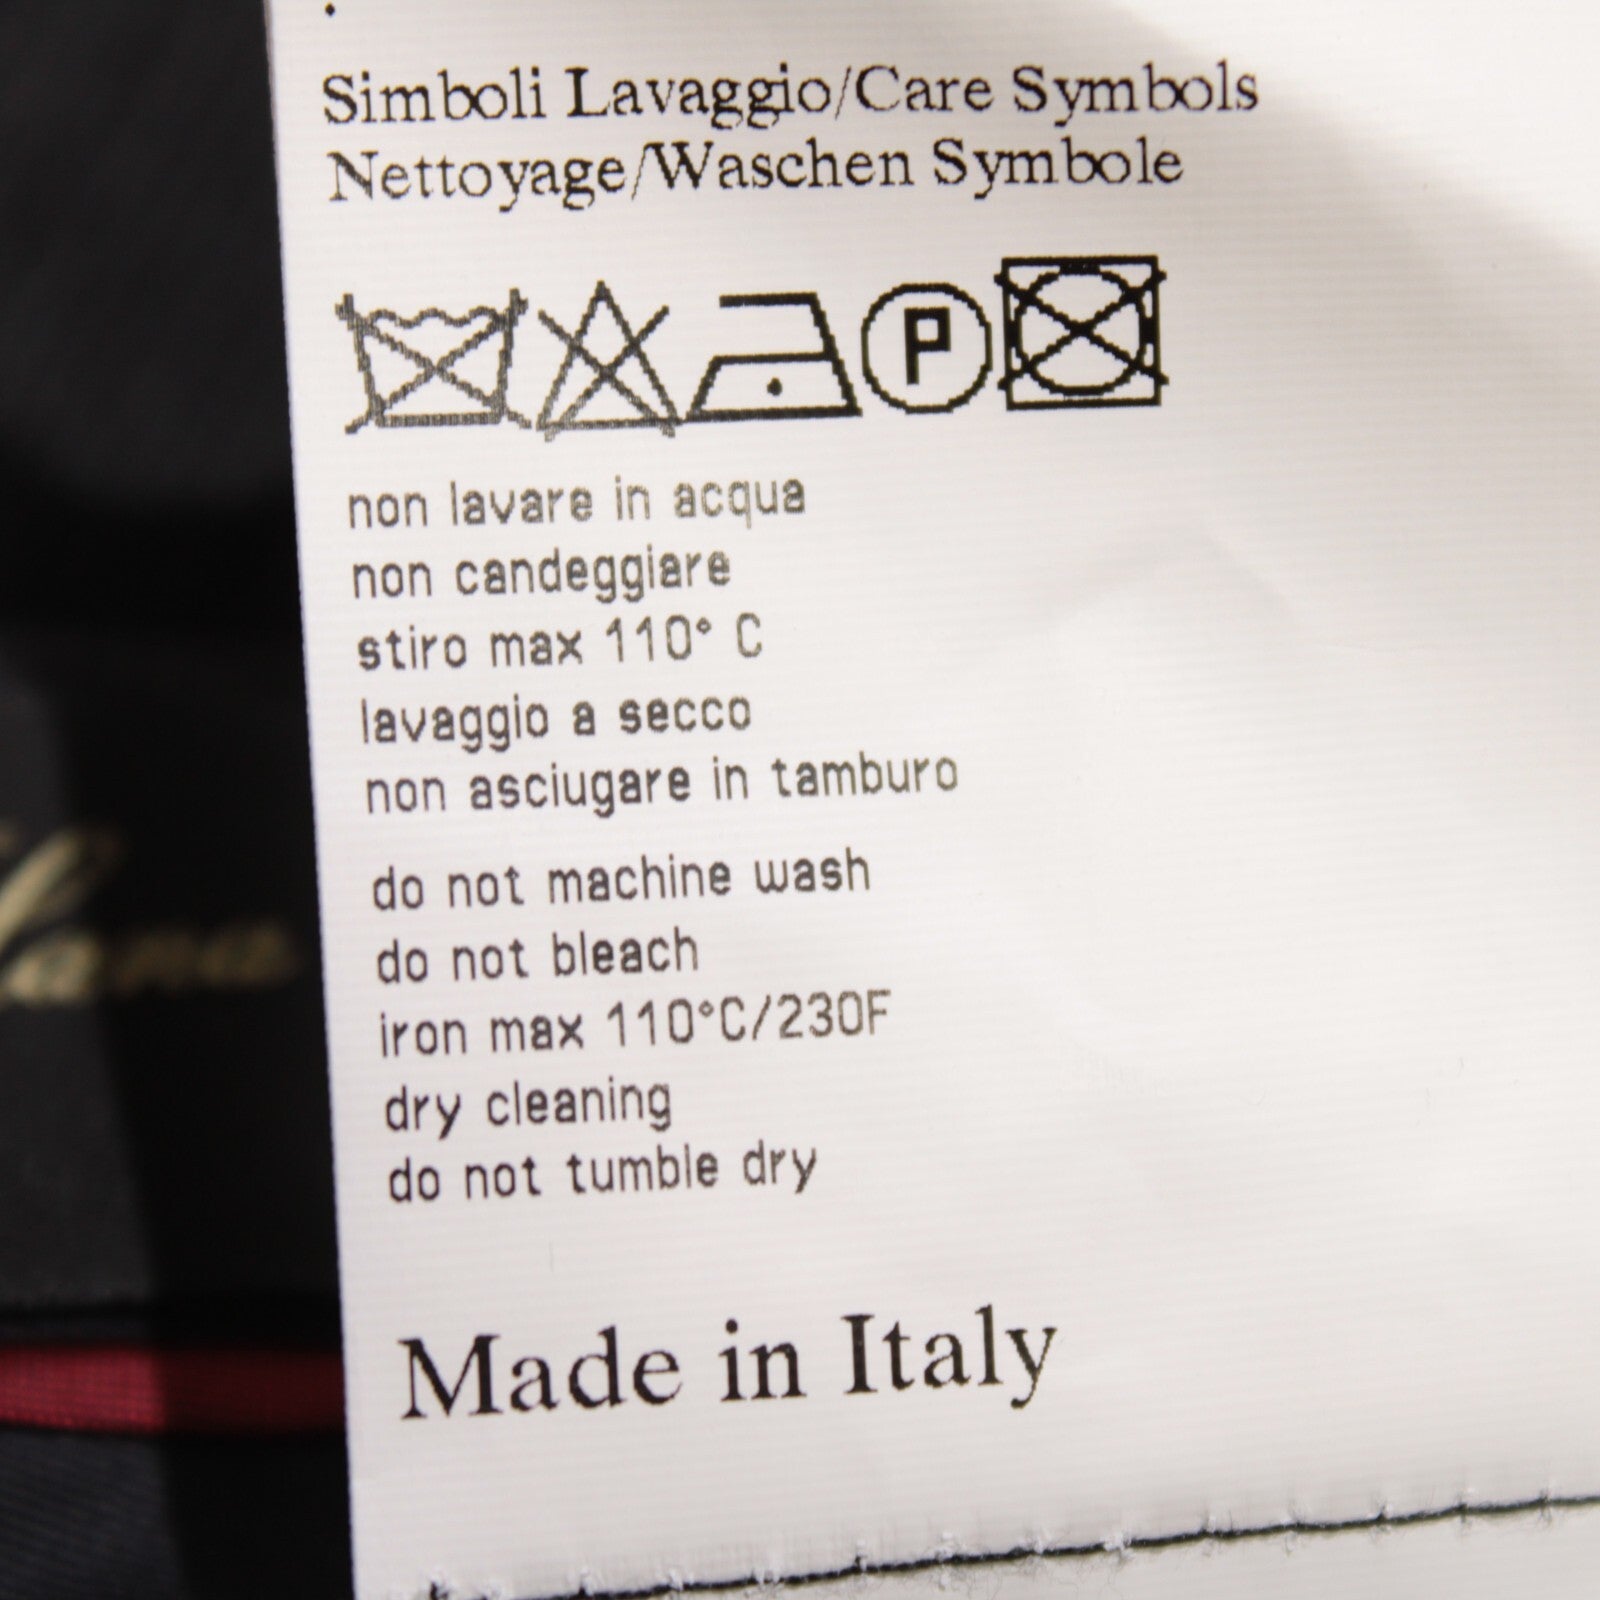 Simboli Lavaggio/Care Symbols
Nettoyage/Waschen Symbole
P
non lavare in acqua
non candeggiare
stiro max 110° C
lavaggio a secco
non asciugare in tamburo
do not machine wash
do not bleach
iron max 110°C/230F
dry cleaning
do not tumble dry
Made in Italy